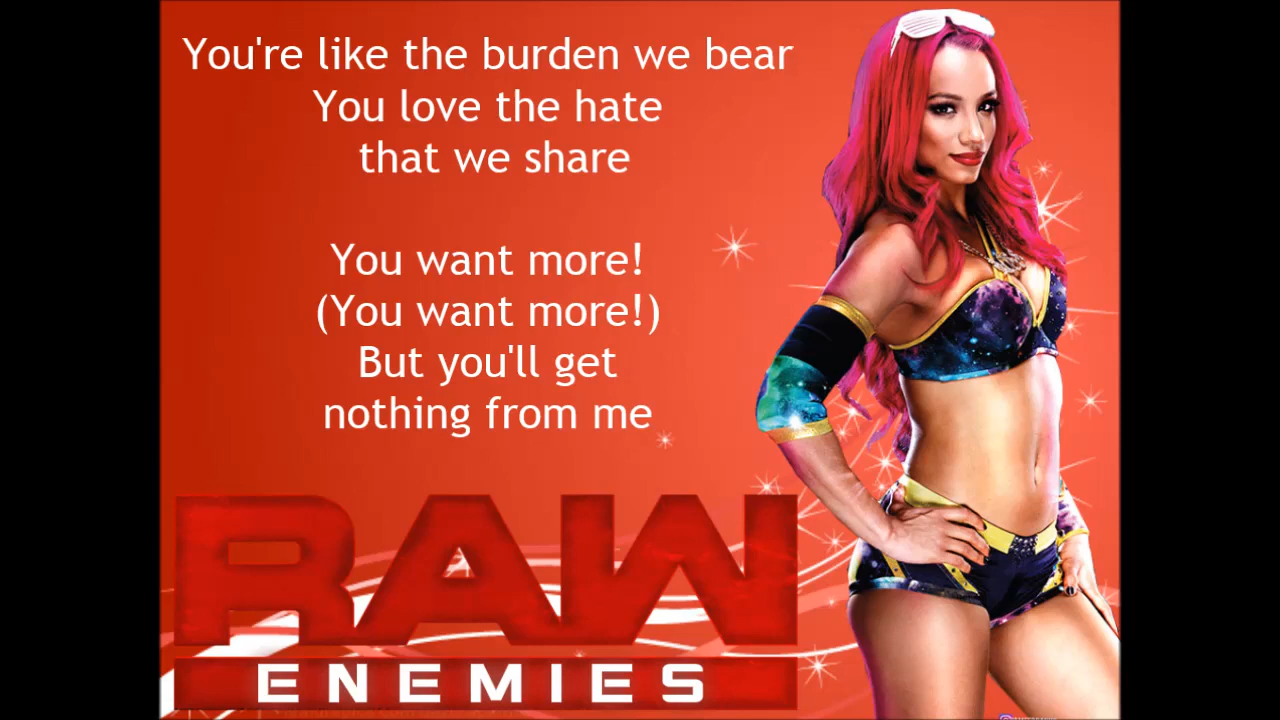 You're like the burden we bear
You love the hate
that we share
You want more!
(You want more!)
But you'll get
nothing from me
RAW
ENEMIES